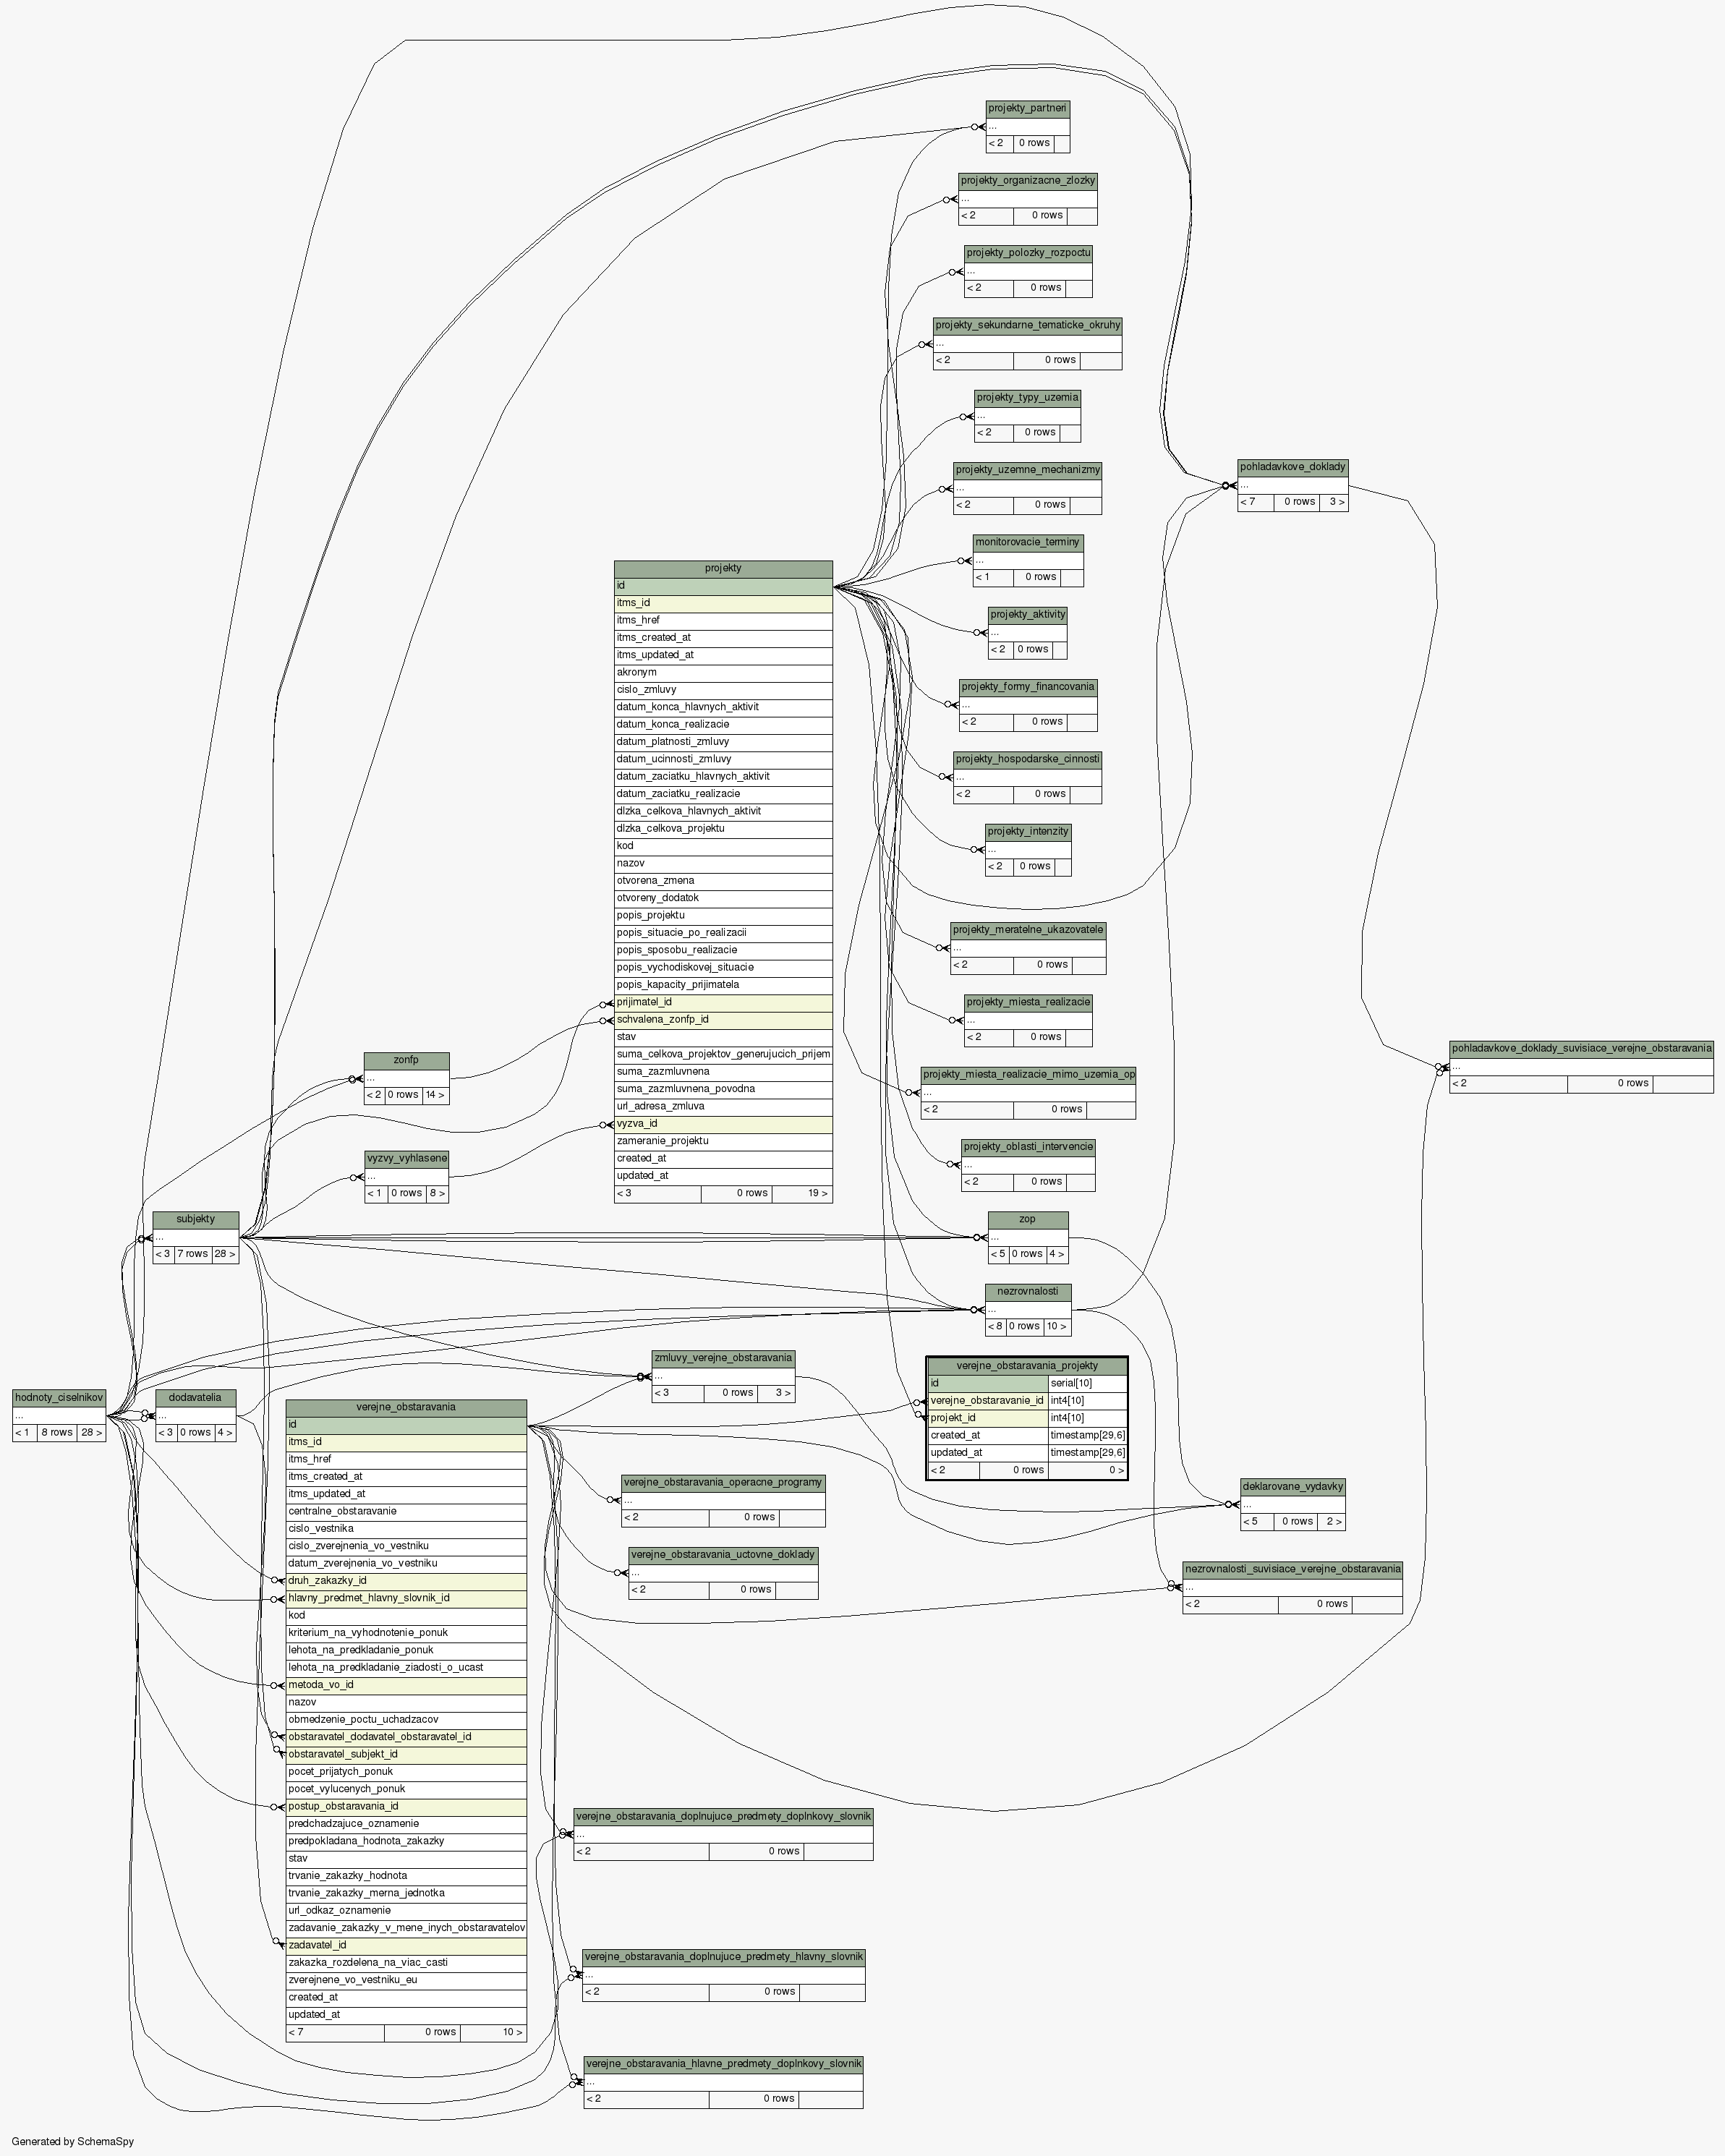 projekty_partneri
...
< 2 0 rows
projekty_organizacne_zlozky
...
< 2 0 rows
projekty_polozky_rozpoctu
...
< 2 0 rows
projekty_sekundarne_tematicke_okruhy
...
< 2 0 rows
projekty_typy_uzemia
...
< 2 0 rows
projekty_uzemne_mechanizmy
...
< 2 0 rows
pohladavkove_doklady
...
< 7 0 rows 3 >
monitorovacie_terminy
...
< 1 0 rows
projekty_aktivity
...
< 2 0 rows
projekty_formy_financovania
...
< 2 0 rows
projekty_hospodarske_cinnosti
...
< 2 0 rows
projekty_intenzity
...
< 2 0 rows
projekty_meratelne_ukazovatele
...
< 2 0 rows
projekty_miesta_realizacie
...
< 2 0 rows
projekty_miesta_realizacie_mimo_uzemia_op
...
< 2 0 rows
projekty_oblasti_intervencie
...
< 2 0 rows
pohladavkove_doklady_suvisiace_verejne_obstaravania
...
< 2 0 rows
projekty
id
itms_id
itms_href
itms_created_at
itms_updated_at
akronym
cislo_zmluvy
datum_konca_hlavnych_aktivit
datum_konca_realizacie
datum_platnosti_zmluvy
datum_ucinnosti_zmluvy
datum_zaciatku_hlavnych_aktivit
datum_zaciatku_realizacie
dlzka_celkova_hlavnych_aktivit
dlzka_celkova_projektu
kod
nazov
otvorena_zmena
otvoreny_dodatok
popis_projektu
popis_situacie_po_realizacii
popis_sposobu_realizacie
popis_vychodiskovej_situacie
popis_kapacity_prijimatela
prijimatel_id
schvalena_zonfp_id
stav
suma_celkova_projektov_generujucich_prijem
suma_zazmluvnena
suma_zazmluvnena_povodna
url_adresa_zmluva
vyzva_id
zameranie_projektu
created_at
updated_at
< 3 0 rows 19 >
zonfp
...
< 2 0 rows 14 >
vyzvy_vyhlasene
...
< 1 0 rows 8 >
subjekty
...
< 3 7 rows 28 >
zop
...
< 5 0 rows 4 >
nezrovnalosti
...
< 8 0 rows 10 >
zmluvy_verejne_obstaravania
...
< 3 0 rows 3 >
verejne_obstaravania_projekty
id serial[10]
verejne_obstaravanie_id int4[10]
projekt_id int4[10]
created_at timestamp[29,6]
updated_at timestamp[29,6]
< 2 0 rows 0 >
hodnoty_ciselnikov
...
< 1 8 rows 28 >
dodavatelia
...
< 3 0 rows 4 >
verejne_obstaravania
id
itms_id
itms_href
itms_created_at
itms_updated_at
centralne_obstaravanie
cislo_vestnika
cislo_zverejnenia_vo_vestniku
datum_zverejnenia_vo_vestniku
druh_zakazky_id
hlavny_predmet_hlavny_slovnik_id
kod
kriterium_na_vyhodnotenie_ponuk
lehota_na_predkladanie_ponuk
lehota_na_predkladanie_ziadosti_o_ucast
metoda_vo_id
nazov
obmedzenie_poctu_uchadzacov
obstaravatel_dodavatel_obstaravatel_id
obstaravatel_subjekt_id
pocet_prijatych_ponuk
pocet_vylucenych_ponuk
postup_obstaravania_id
predchadzajuce_oznamenie
predpokladana_hodnota_zakazky
stav
trvanie_zakazky_hodnota
trvanie_zakazky_merna_jednotka
url_odkaz_oznamenie
zadavanie_zakazky_v_mene_inych_obstaravatelov
zadavatel_id
zakazka_rozdelena_na_viac_casti
zverejnene_vo_vestniku_eu
created_at
updated_at
< 7 0 rows 10 >
verejne_obstaravania_operacne_programy
...
< 2 0 rows
deklarovane_vydavky
...
< 5 0 rows 2 >
verejne_obstaravania_uctovne_doklady
...
< 2 0 rows
nezrovnalosti_suvisiace_verejne_obstaravania
...
< 2 0 rows
verejne_obstaravania_doplnujuce_predmety_doplnkovy_slovnik
...
< 2 0 rows
verejne_obstaravania_doplnujuce_predmety_hlavny_slovnik
...
< 2 0 rows
verejne_obstaravania_hlavne_predmety_doplnkovy_slovnik
...
< 2 0 rows
Generated by SchemaSpy